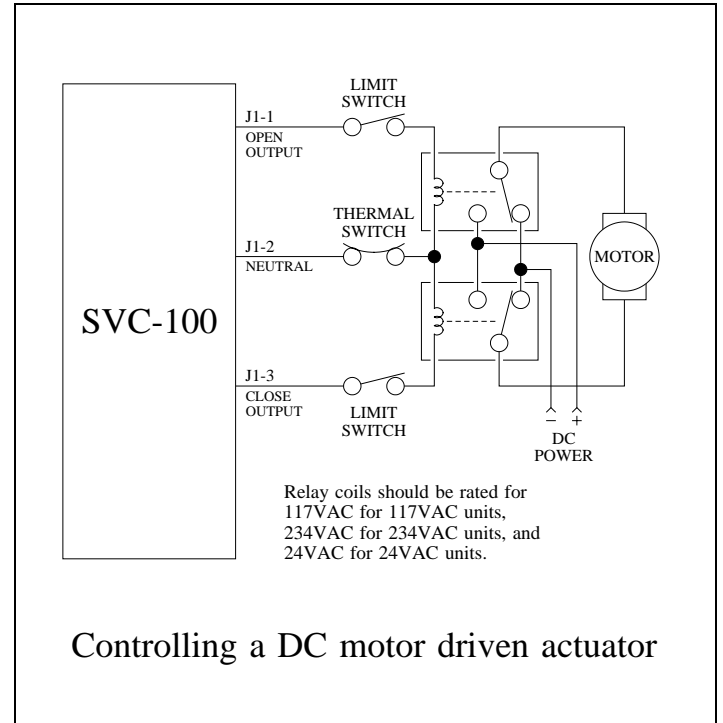 LIMIT
SWITCH
J1-1
OPEN
OUTPUT
THERMAL
SWITCH
J1-2
NEUTRAL
MOTOR
SVC-100
J1-3
CLOSE
OUTPUT
LIMIT
SWITCH
− +
DC
POWER
Relay coils should be rated for
117VAC for 117VAC units,
234VAC for 234VAC units, and
24VAC for 24VAC units.
Controlling a DC motor driven actuator